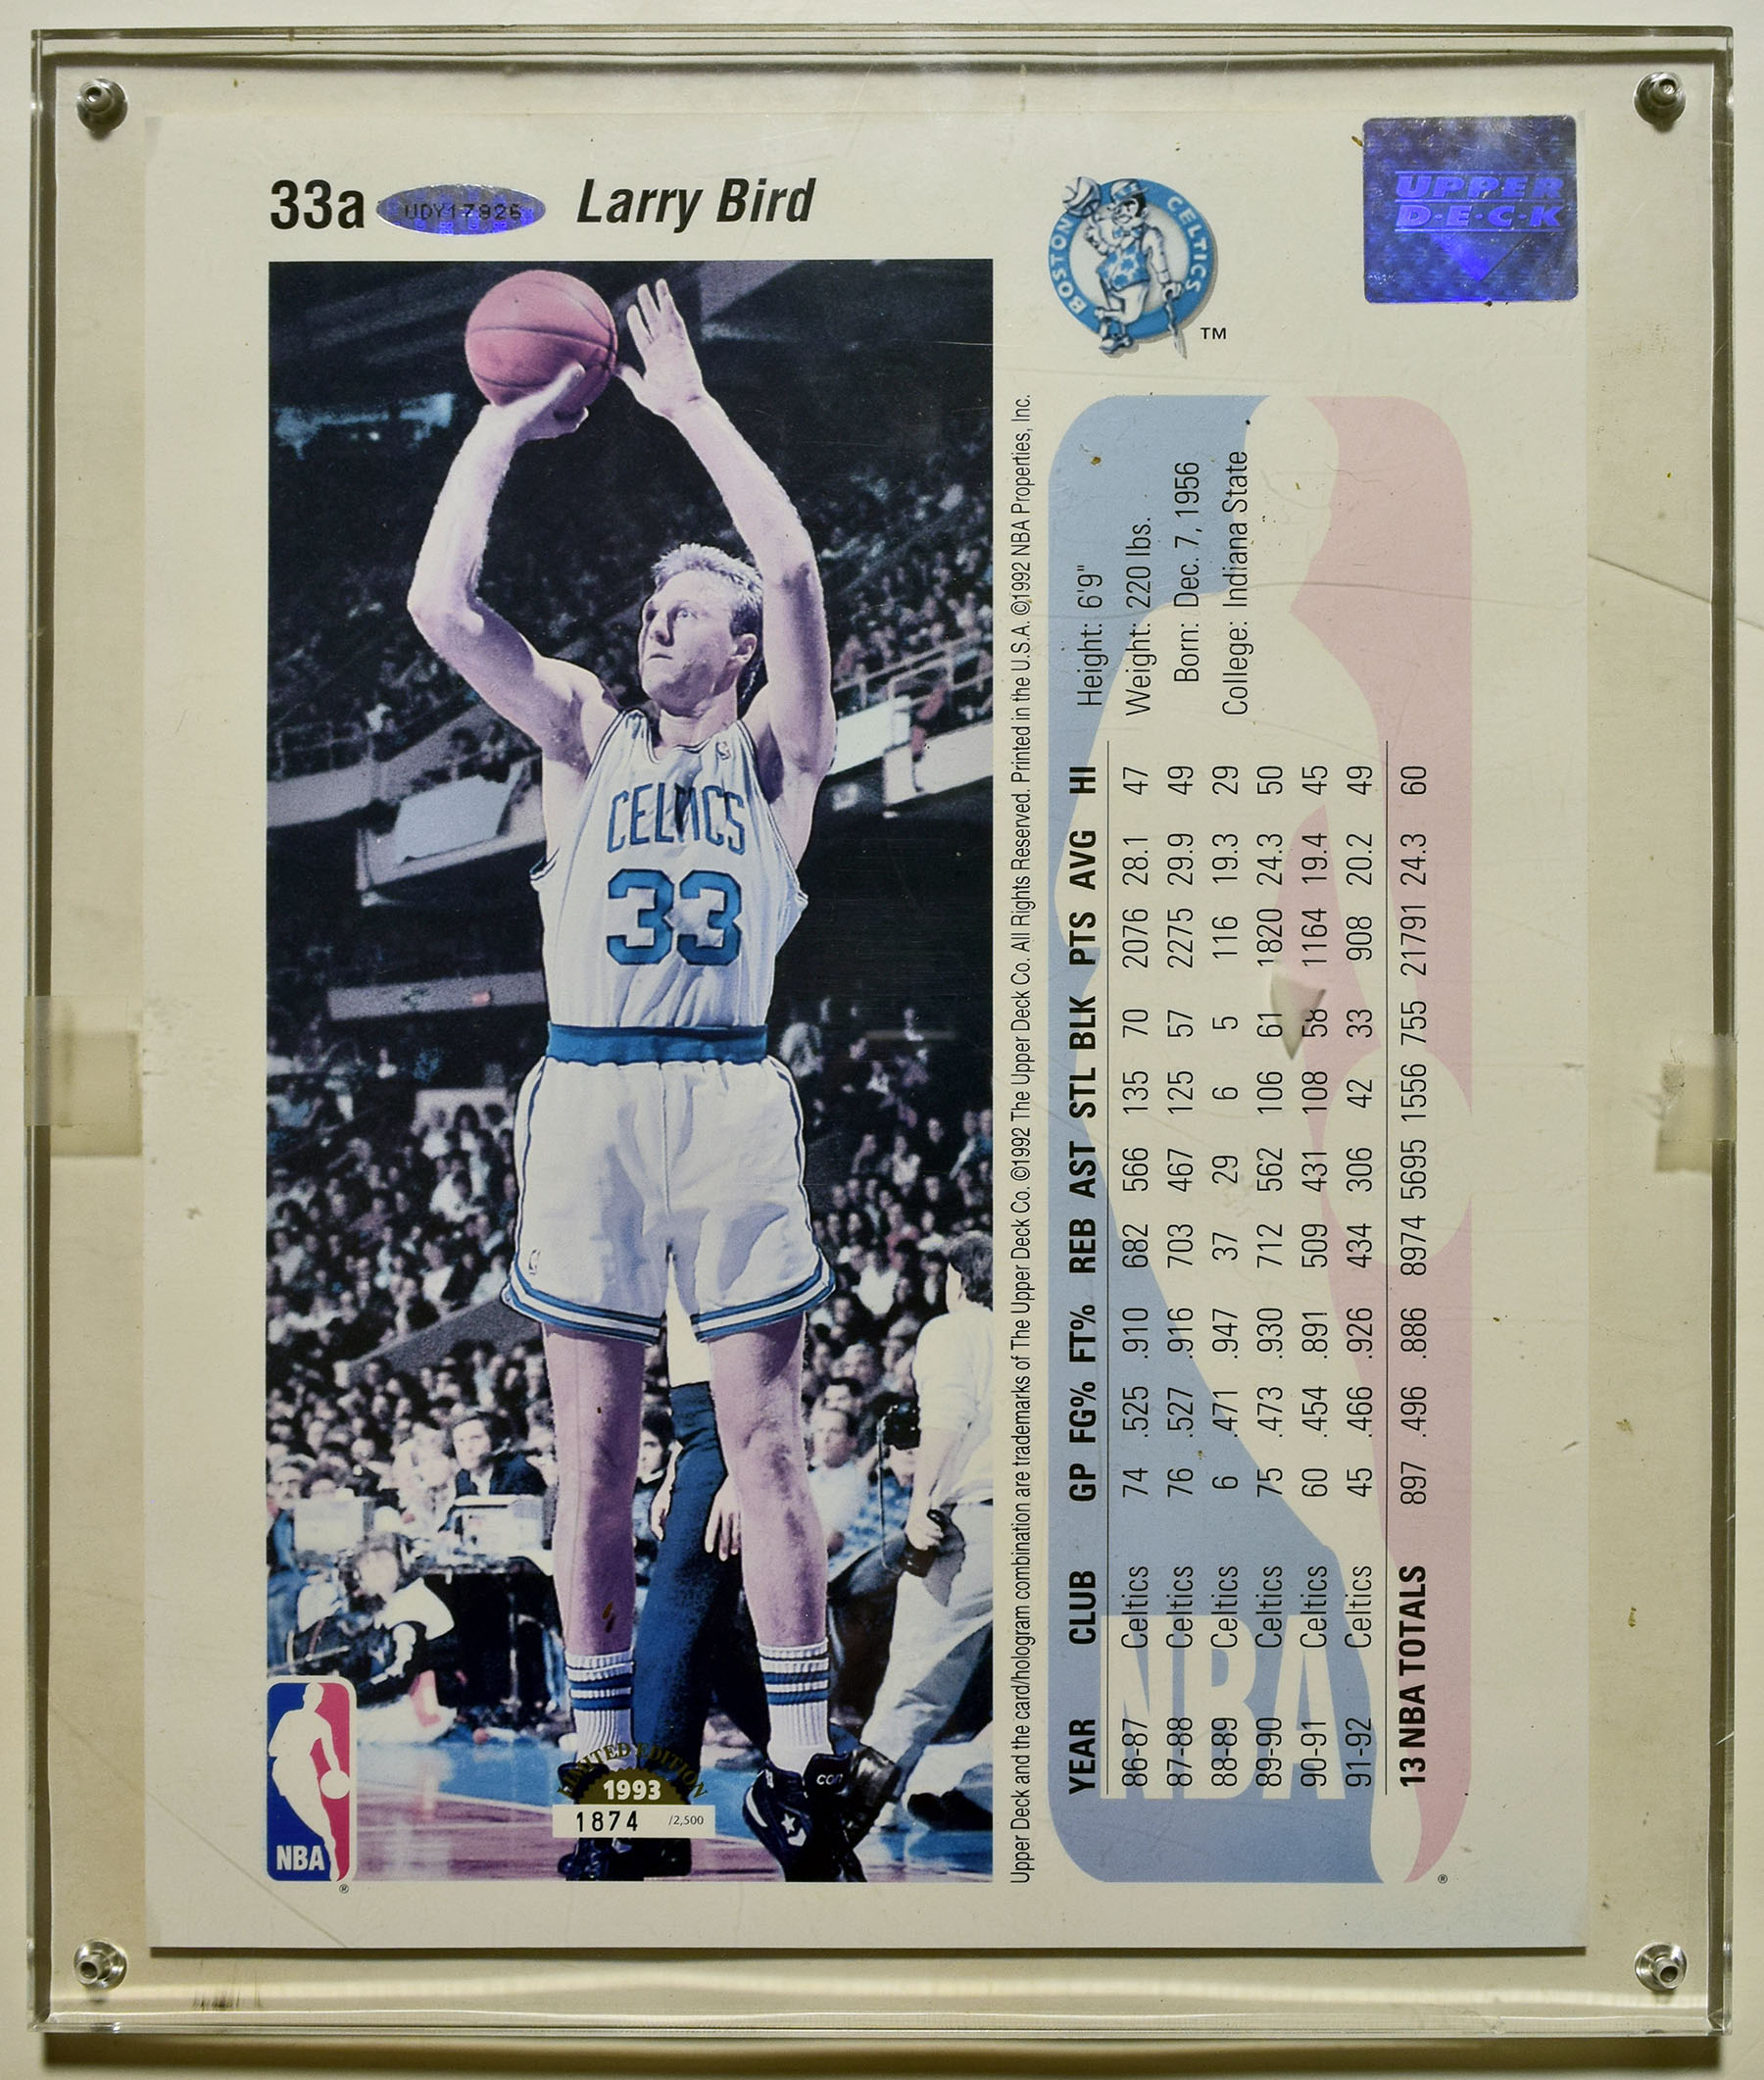 33a UDY17926 Larry Bird
BOSTON CELTICS
TM
UPPER
D·E·C·K
CELTICS
33
con
LIMITED EDITION
1993
1874 /2,500
NBA
®
Upper Deck and the card/hologram combination are trademarks of The Upper Deck Co. ©1992 The Upper Deck Co. All Rights Reserved. Printed in the U.S.A. ©1992 NBA Properties, Inc.
Height: 6'9"
Weight: 220 lbs.
Born: Dec. 7, 1956
College: Indiana State
YEAR CLUB GP FG% FT% REB AST STL BLK PTS AVG HI
86-87 Celtics 74 .525 .910 682 566 135 70 2076 28.1 47
87-88 Celtics 76 .527 .916 703 467 125 57 2275 29.9 49
88-89 Celtics 6 .471 .947 37 29 6 5 116 19.3 29
89-90 Celtics 75 .473 .930 712 562 106 61 1820 24.3 50
90-91 Celtics 60 .454 .891 509 431 108 58 1164 19.4 45
91-92 Celtics 45 .466 .926 434 306 42 33 908 20.2 49
13 NBA TOTALS 897 .496 .886 8974 5695 1556 755 21791 24.3 60
NBA
®